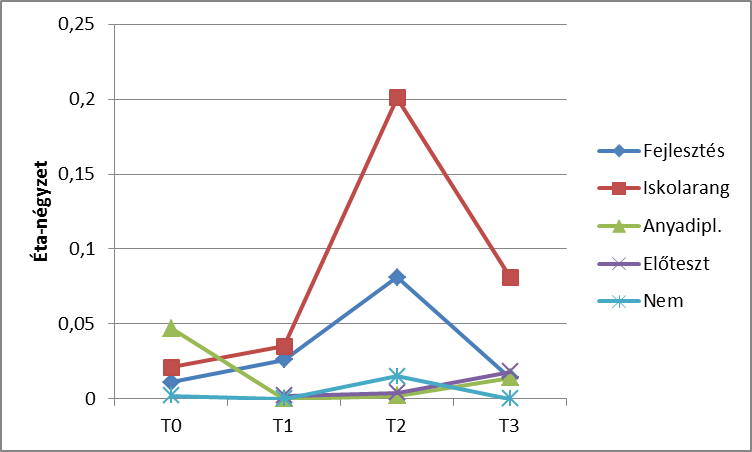 0,25
0,2
0,15
0,1
0,05
0
Éta-négyzet
T0 T1 T2 T3
Fejlesztés
Iskolarang
Anyadipl.
Előteszt
Nem